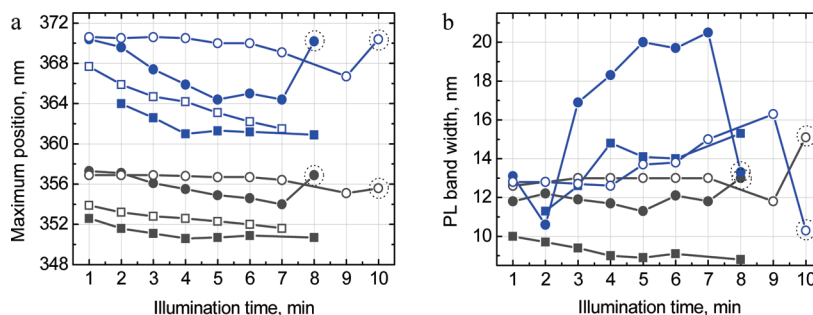 a
372
368
364
360
356
352
348
Maximum position, nm
1 2 3 4 5 6 7 8 9 10
Illumination time, min
b
20
18
16
14
12
10
PL band width, nm
1 2 3 4 5 6 7 8 9 10
Illumination time, min